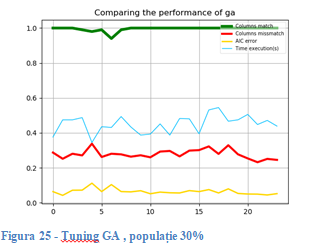 Comparing the performance of ga
Columns match
Columns missmatch
AIC error
Time execution(s)
1.0
0.8
0.6
0.4
0.2
0.0
0 5 10 15 20
Figura 25 - Tuning GA , populație 30%